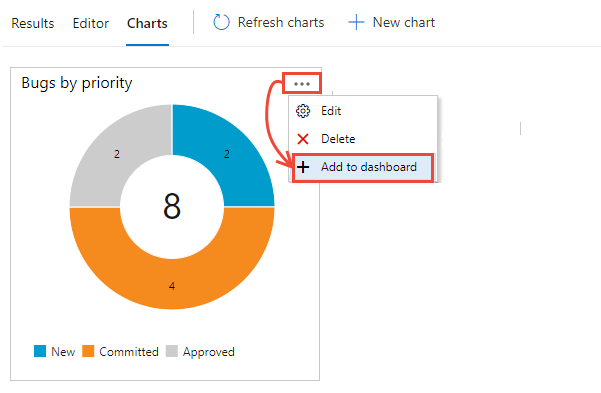 Results Editor Charts Refresh charts New chart
Bugs by priority
Edit
Delete
Add to dashboard
2
2
8
4
New Committed Approved